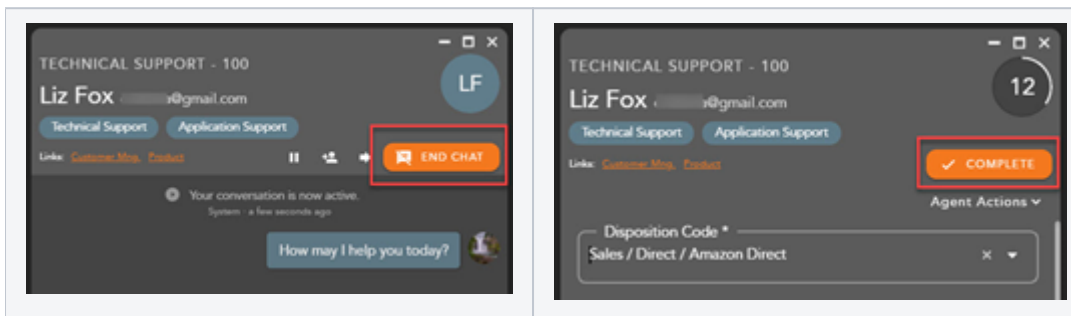 TECHNICAL SUPPORT - 100
LF
Liz Fox @gmail.com
Technical Support Application Support
Links: Customer Mng, Product
END CHAT
Your conversation is now active.
System - a few seconds ago
How may I help you today?
TECHNICAL SUPPORT - 100
12
Liz Fox @gmail.com
Technical Support Application Support
Links: Customer Mng, Product
COMPLETE
Agent Actions
Disposition Code *
Sales / Direct / Amazon Direct